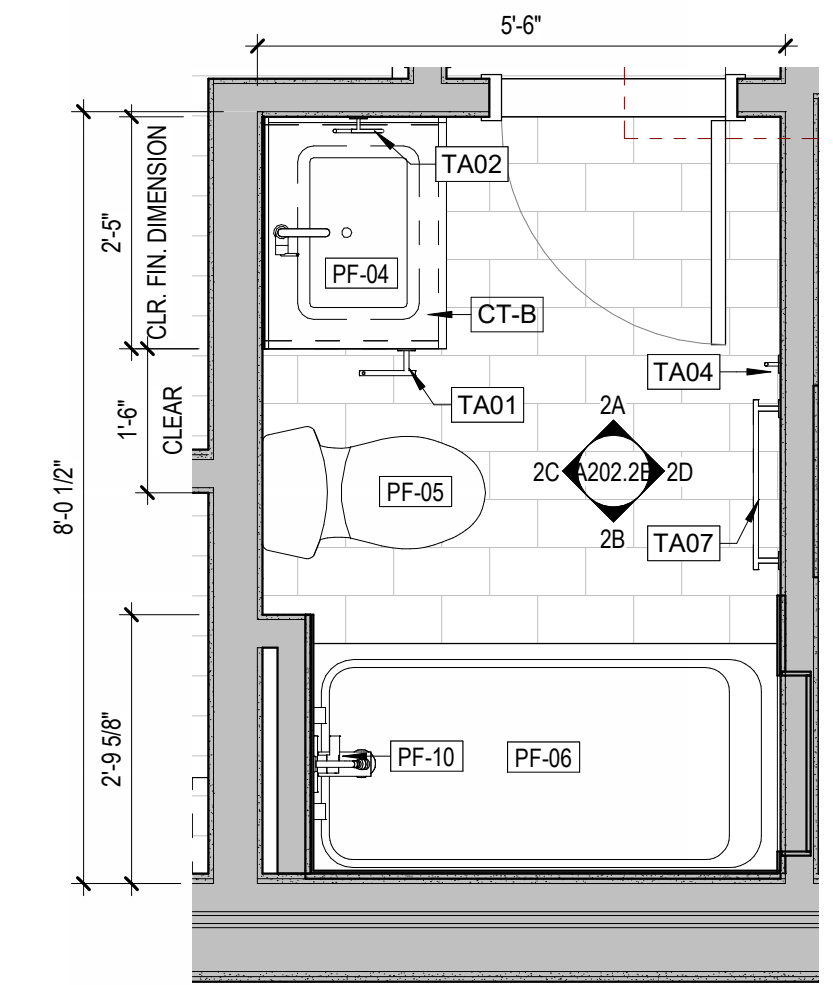 5'-6"
CLR. FIN. DIMENSION
2'-5"
TA02
PF-04
CT-B
TA04
TA01
1'-6"
CLEAR
2A
2C
A202.2E
2D
2B
PF-05
8'-0 1/2"
TA07
2'-9 5/8"
PF-10
PF-06